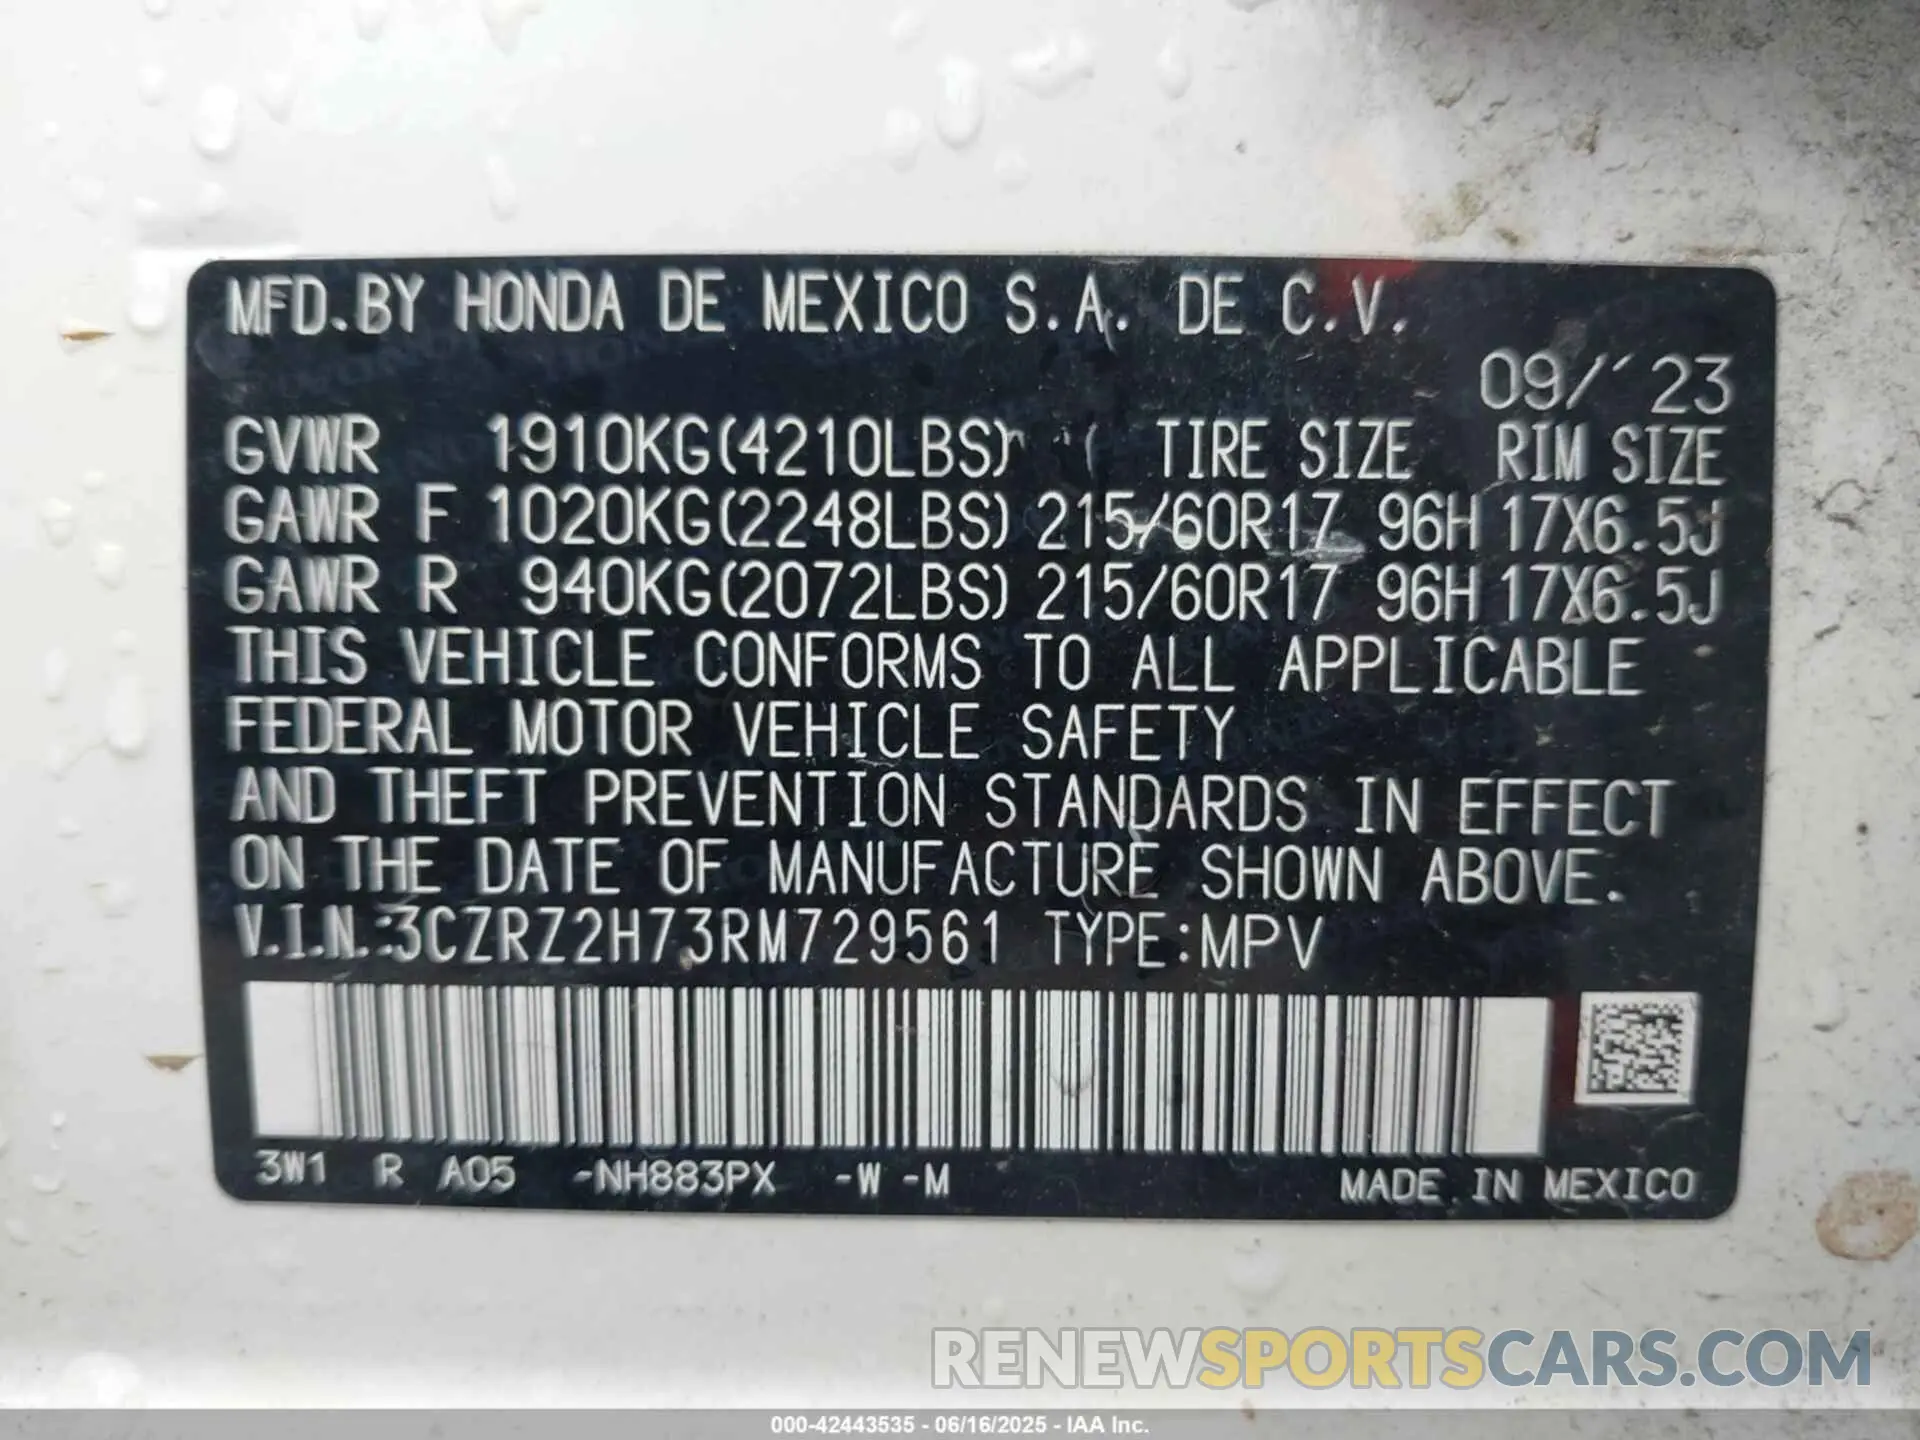 MFD.BY HONDA DE MEXICO S.A. DE C.V.
09/'23
GVWR 1910KG(4210LBS) TIRE SIZE RIM SIZE
GAWR F 1020KG(2248LBS) 215/60R17 96H 17X6.5J
GAWR R 940KG(2072LBS) 215/60R17 96H 17X6.5J
THIS VEHICLE CONFORMS TO ALL APPLICABLE
FEDERAL MOTOR VEHICLE SAFETY
AND THEFT PREVENTION STANDARDS IN EFFECT
ON THE DATE OF MANUFACTURE SHOWN ABOVE.
V.I.N.:3CZRZ2H73RM729561 TYPE:MPV
3W1 R A05 -NH883PX -W -M MADE IN MEXICO
RENEWSPORTSCARS.COM
000-42443535 - 06/16/2025 - IAA Inc.